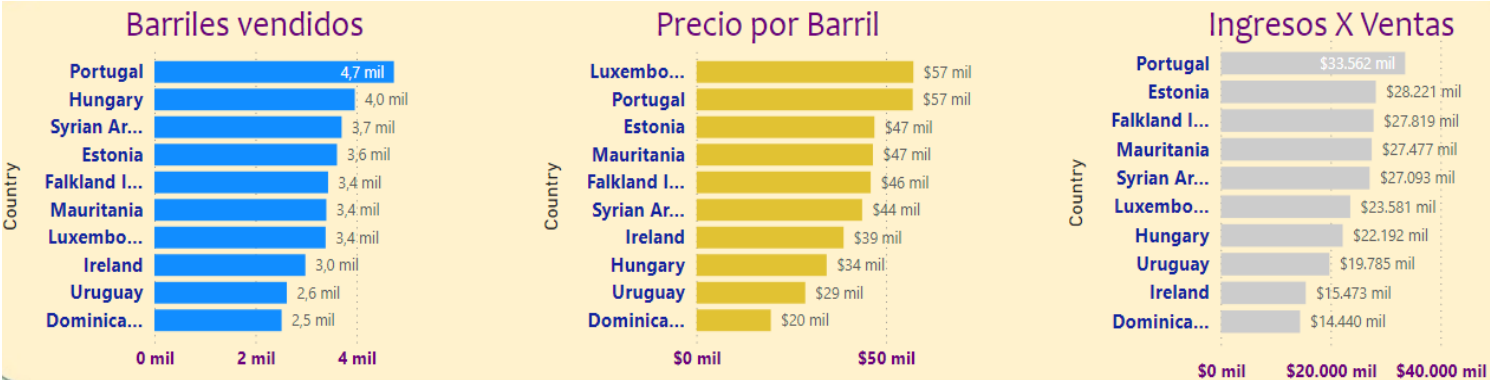 Barriles vendidos
Country
Portugal 4,7 mil
Hungary 4,0 mil
Syrian Ar... 3,7 mil
Estonia 3,6 mil
Falkland I... 3,4 mil
Mauritania 3,4 mil
Luxembo... 3,4 mil
Ireland 3,0 mil
Uruguay 2,6 mil
Dominica... 2,5 mil
0 mil 2 mil 4 mil
Precio por Barril
Country
Luxembo... $57 mil
Portugal $57 mil
Estonia $47 mil
Mauritania $47 mil
Falkland I... $46 mil
Syrian Ar... $44 mil
Ireland $39 mil
Hungary $34 mil
Uruguay $29 mil
Dominica... $20 mil
$0 mil $50 mil
Ingresos X Ventas
Country
Portugal $33.562 mil
Estonia $28.221 mil
Falkland I... $27.819 mil
Mauritania $27.477 mil
Syrian Ar... $27.093 mil
Luxembo... $23.581 mil
Hungary $22.192 mil
Uruguay $19.785 mil
Ireland $15.473 mil
Dominica... $14.440 mil
$0 mil $20.000 mil $40.000 mil